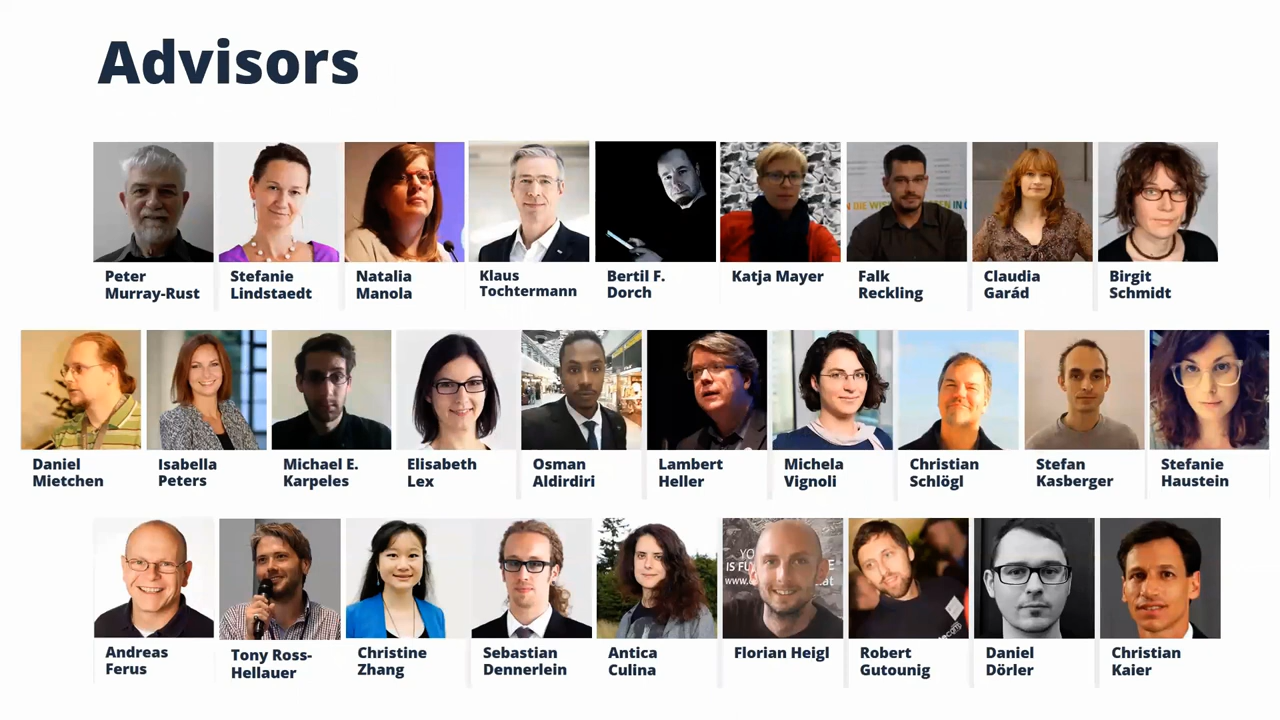 Advisors
Peter
Murray-Rust
Stefanie
Lindstaedt
Natalia
Manola
Klaus
Tochtermann
Bertil F.
Dorch
Katja Mayer
Falk
Reckling
Claudia
Garád
Birgit
Schmidt
Daniel
Mietchen
Isabella
Peters
Michael E.
Karpeles
Elisabeth
Lex
Osman
Aldirdiri
Lambert
Heller
Michela
Vignoli
Christian
Schlögl
Stefan
Kasberger
Stefanie
Haustein
Andreas
Ferus
Tony Ross-
Hellauer
Christine
Zhang
Sebastian
Dennerlein
Antica
Culina
Florian Heigl
Robert
Gutounig
Daniel
Dörler
Christian
Kaier